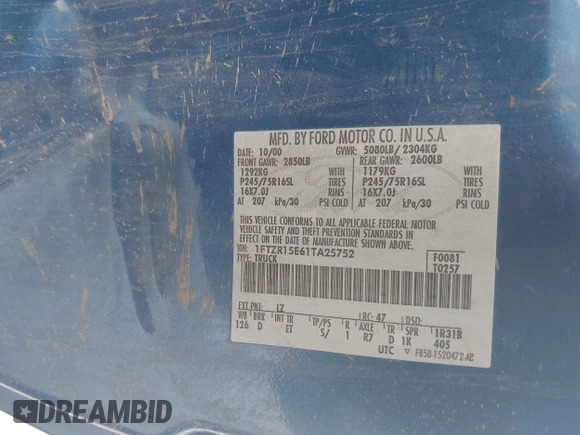 MFD. BY FORD MOTOR CO. IN U.S.A.
DATE: 10/00 GVWR: 5080LB/ 2304KG
FRONT GAWR: 2850LB REAR GAWR: 2600LB
1292KG WITH 1179KG WITH
P245/75R16SL TIRES P245/75R16SL TIRES
16X7.0J RIMS 16X7.0J RIMS
AT 207 kPa/30 PSI COLD AT 207 kPa/30 PSI COLD
THIS VEHICLE CONFORMS TO ALL APPLICABLE FEDERAL MOTOR
VEHICLE SAFETY AND THEFT PREVENTION STANDARDS IN
EFFECT ON THE DATE OF MANUFACTURE SHOWN ABOVE.
VIN: 1FTZR15E61TA25752 F0081
TYPE: TRUCK T0257
EXT PNT: LZ RC: 47 DSO:
WB BRK INT TR TP/PS R AXLE TR SPR 1R31B
126 D ET S/ 1 R7 D 1K 405
UTC F85B-1520472-AB
DREAMBID